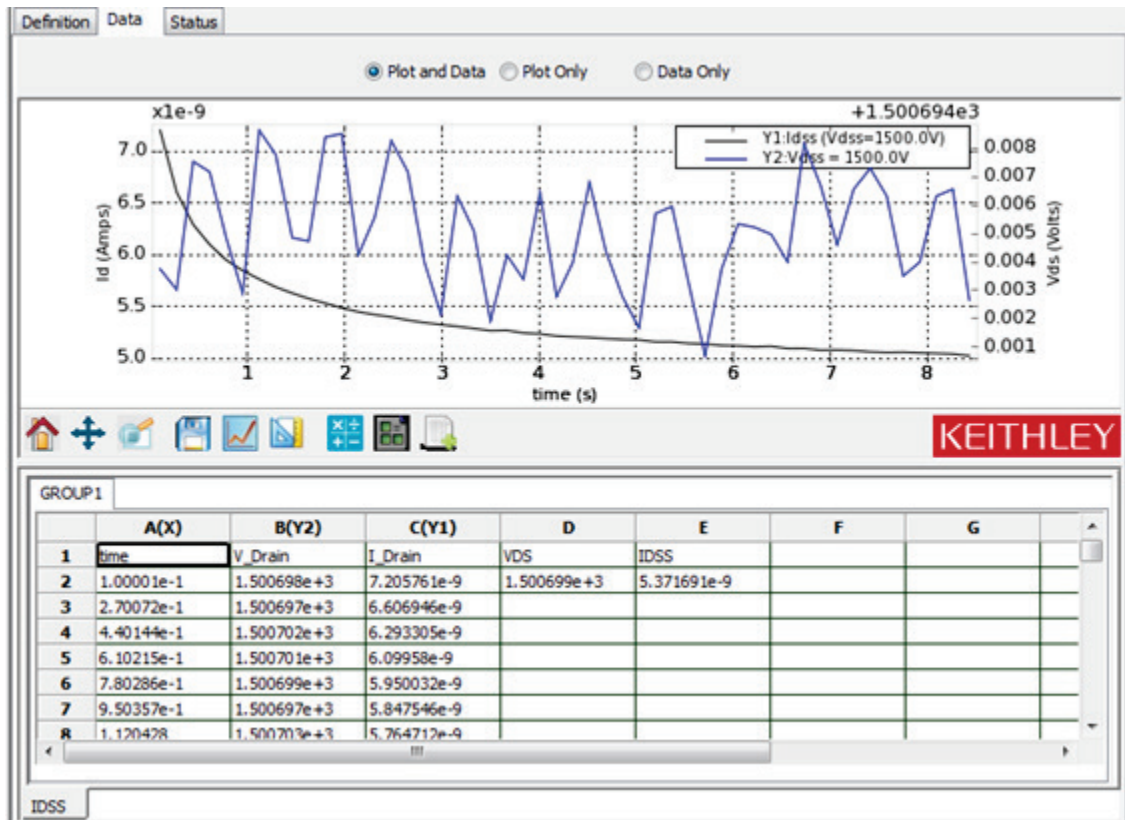 Definition Data Status
Plot and Data Plot Only Data Only
x1e-9 +1.500694e3
Y1:Idss (Vdss=1500.0V)
Y2:Vdss = 1500.0V
7.0
6.5
6.0
5.5
5.0
Id (Amps)
0.008
0.007
0.006
0.005
0.004
0.003
0.002
0.001
Vds (Volts)
1 2 3 4 5 6 7 8
time (s)
KEITHLEY
GROUP1
A(X) B(Y2) C(Y1) D E F G
1 time V_Drain I_Drain VDS IDSS
2 1.00001e-1 1.500698e+3 7.205761e-9 1.500699e+3 5.371691e-9
3 2.70072e-1 1.500697e+3 6.606946e-9
4 4.40144e-1 1.500702e+3 6.293305e-9
5 6.10215e-1 1.500701e+3 6.09958e-9
6 7.80286e-1 1.500699e+3 5.950032e-9
7 9.50357e-1 1.500697e+3 5.847546e-9
8 1.120428 1.500703e+3 5.764712e-9
IDSS